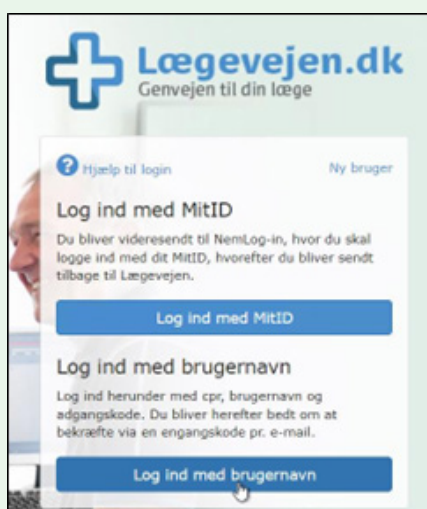 Lægevejen.dk
Genvejen til din læge
? Hjælp til login
Ny bruger
Log ind med MitID
Du bliver videresendt til NemLog-in, hvor du skal
logge ind med dit MitID, hvorefter du bliver sendt
tilbage til Lægevejen.
Log ind med MitID
Log ind med brugernavn
Log ind herunder med cpr, brugernavn og
adgangskode. Du bliver herefter bedt om at
bekræfte via en engangskode pr. e-mail.
Log ind med brugernavn